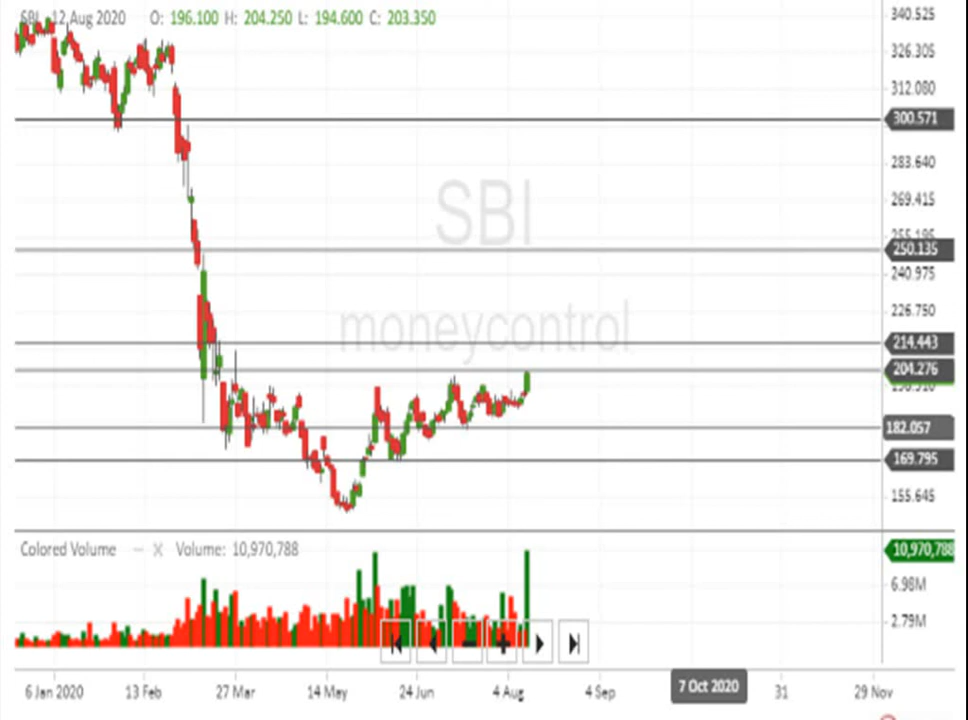 SBI 12 Aug 2020 O: 196.100 H: 204.250 L: 194.600 C: 203.350
340.525
326.305
312.080
300.571
283.640
269.415
SBI
255.195
250.135
240.975
226.750
moneycontrol
214.443
204.276
182.057
169.795
155.645
Colored Volume – X Volume: 10,970,788
10,970,788
6.98M
2.79M
6 Jan 2020 13 Feb 27 Mar 14 May 24 Jun 4 Aug 4 Sep 7 Oct 2020 31 29 Nov